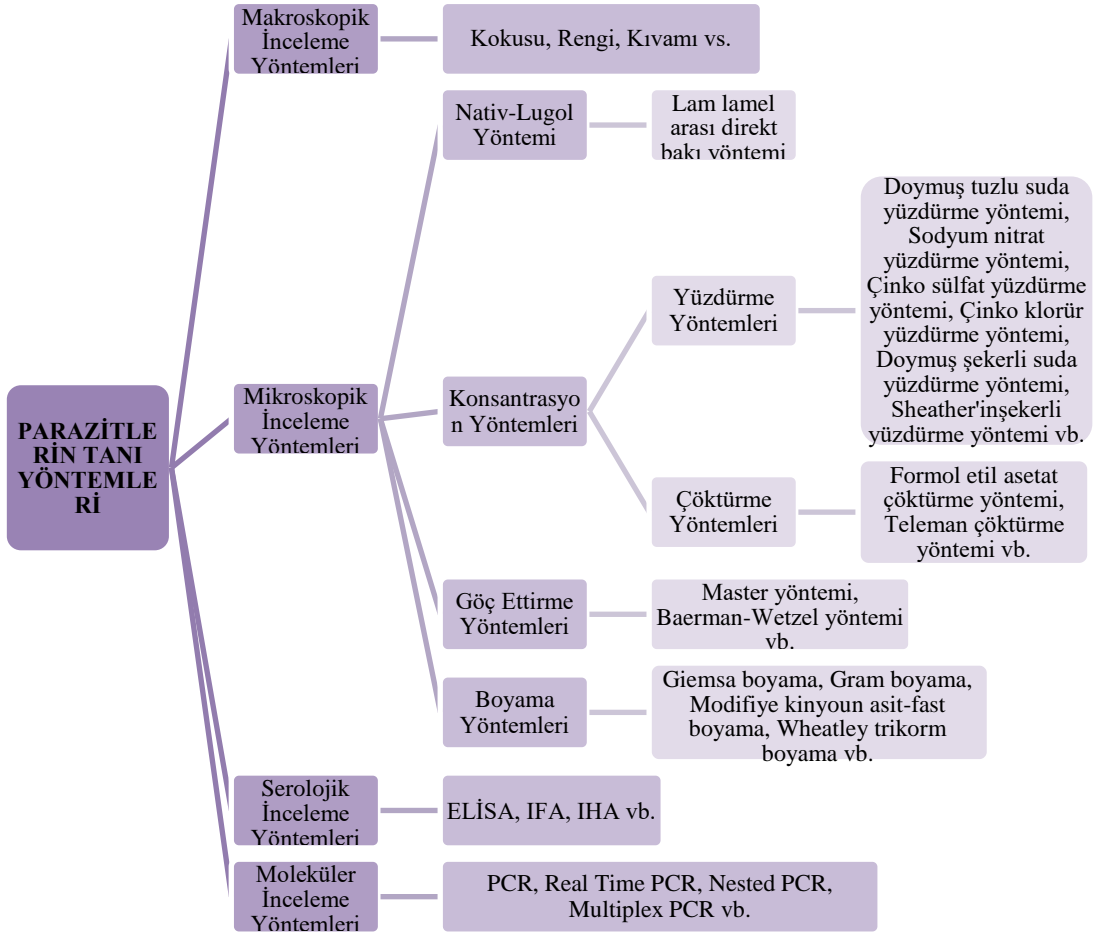 PARAZİTLE
RİN TANI
YÖNTEMLE
Rİ
Makroskopik
İnceleme
Yöntemleri
Kokusu, Rengi, Kıvamı vs.
Mikroskopik
İnceleme
Yöntemleri
Nativ-Lugol
Yöntemi
Lam lamel
arası direkt
bakı yöntemi
Konsantrasyo
n Yöntemleri
Yüzdürme
Yöntemleri
Doymuş tuzlu suda
yüzdürme yöntemi,
Sodyum nitrat
yüzdürme yöntemi,
Çinko sülfat yüzdürme
yöntemi, Çinko klorür
yüzdürme yöntemi,
Doymuş şekerli suda
yüzdürme yöntemi,
Sheather'inşekerli
yüzdürme yöntemi vb.
Çöktürme
Yöntemleri
Formol etil asetat
çöktürme yöntemi,
Teleman çöktürme
yöntemi vb.
Göç Ettirme
Yöntemleri
Master yöntemi,
Baerman-Wetzel yöntemi
vb.
Boyama
Yöntemleri
Giemsa boyama, Gram boyama,
Modifiye kinyoun asit-fast
boyama, Wheatley trikorm
boyama vb.
Serolojik
İnceleme
Yöntemleri
ELİSA, IFA, IHA vb.
Moleküler
İnceleme
Yöntemleri
PCR, Real Time PCR, Nested PCR,
Multiplex PCR vb.